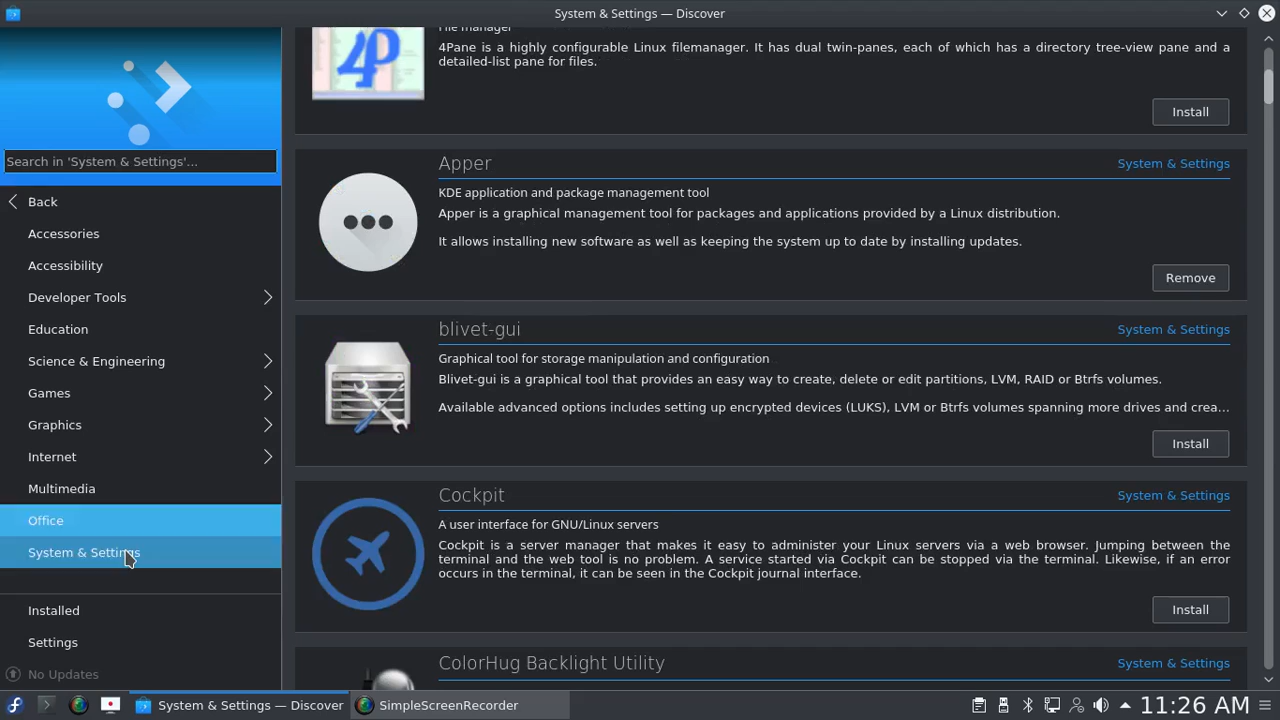 System & Settings — Discover
Search in 'System & Settings'...
Back
Accessories
Accessibility
Developer Tools
Education
Science & Engineering
Games
Graphics
Internet
Multimedia
Office
System & Settings
Installed
Settings
No Updates
File manager
4Pane is a highly configurable Linux filemanager. It has dual twin-panes, each of which has a directory tree-view pane and a
detailed-list pane for files.
4P
Install
Apper
System & Settings
KDE application and package management tool
Apper is a graphical management tool for packages and applications provided by a Linux distribution.
It allows installing new software as well as keeping the system up to date by installing updates.
Remove
blivet-gui
System & Settings
Graphical tool for storage manipulation and configuration
Blivet-gui is a graphical tool that provides an easy way to create, delete or edit partitions, LVM, RAID or Btrfs volumes.
Available advanced options includes setting up encrypted devices (LUKS), LVM or Btrfs volumes spanning more drives and crea...
Install
Cockpit
System & Settings
A user interface for GNU/Linux servers
Cockpit is a server manager that makes it easy to administer your Linux servers via a web browser. Jumping between the
terminal and the web tool is no problem. A service started via Cockpit can be stopped via the terminal. Likewise, if an error
occurs in the terminal, it can be seen in the Cockpit journal interface.
Install
ColorHug Backlight Utility
System & Settings
System & Settings — Discover
SimpleScreenRecorder
11:26 AM